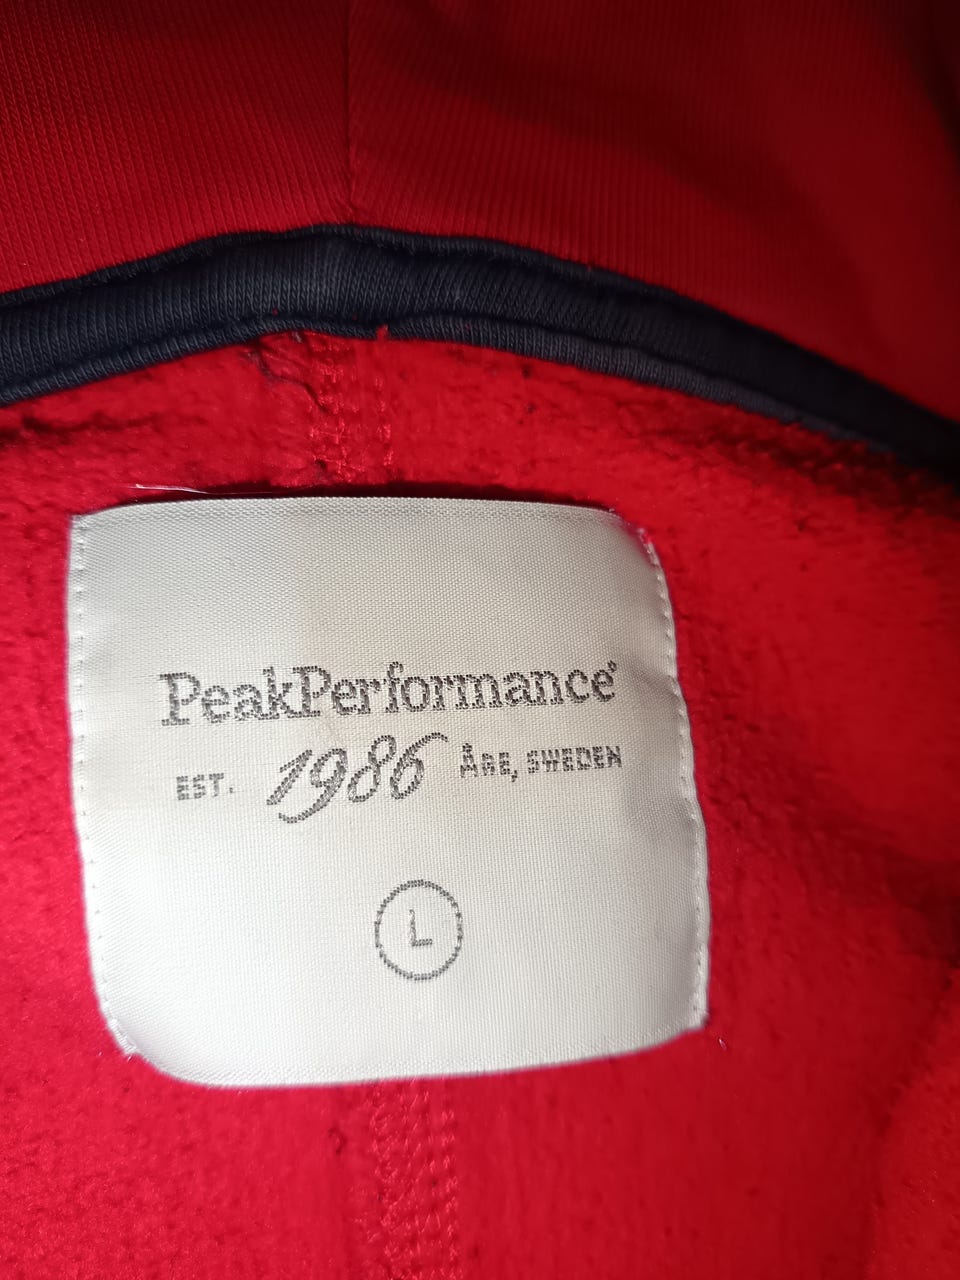 PeakPerformance®
EST. 1986 ÅRE, SWEDEN
L